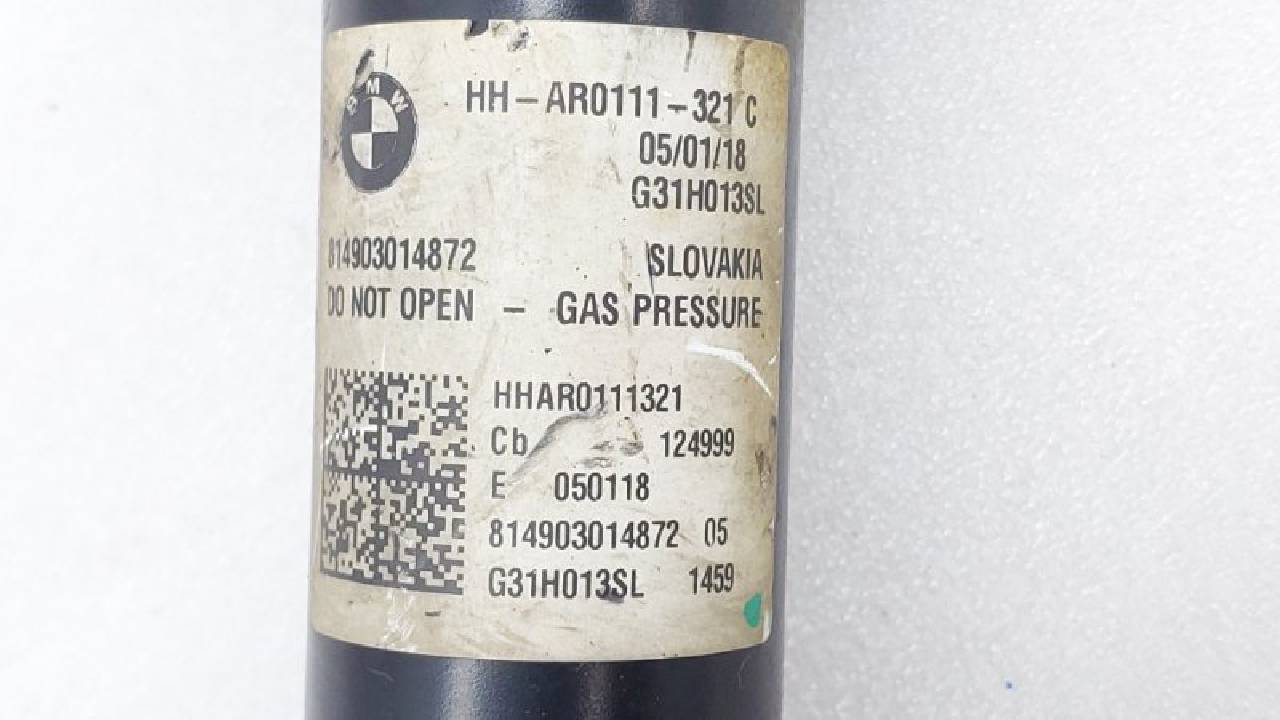 BMW
HH-AR0111-321 C
05/01/18
G31H013SL
814903014872 SLOVAKIA
DO NOT OPEN - GAS PRESSURE
HHAR0111321
Cb 124999
E 050118
814903014872 05
G31H013SL 1459